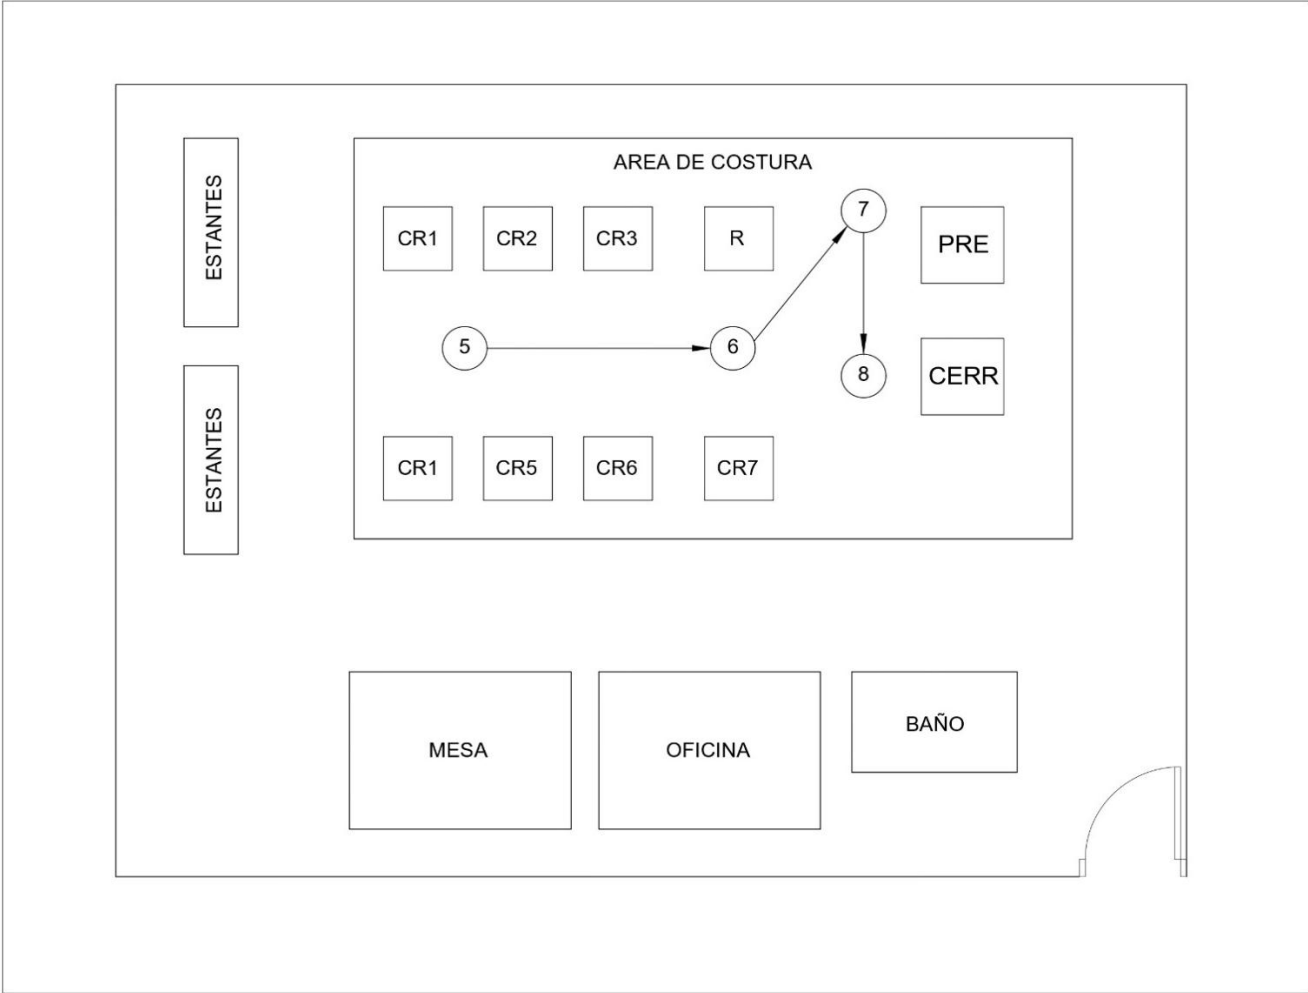 AREA DE COSTURA
ESTANTES
CR1 CR2 CR3 R 7 PRE
5 6 8 CERR
ESTANTES
CR1 CR5 CR6 CR7
MESA OFICINA BAÑO